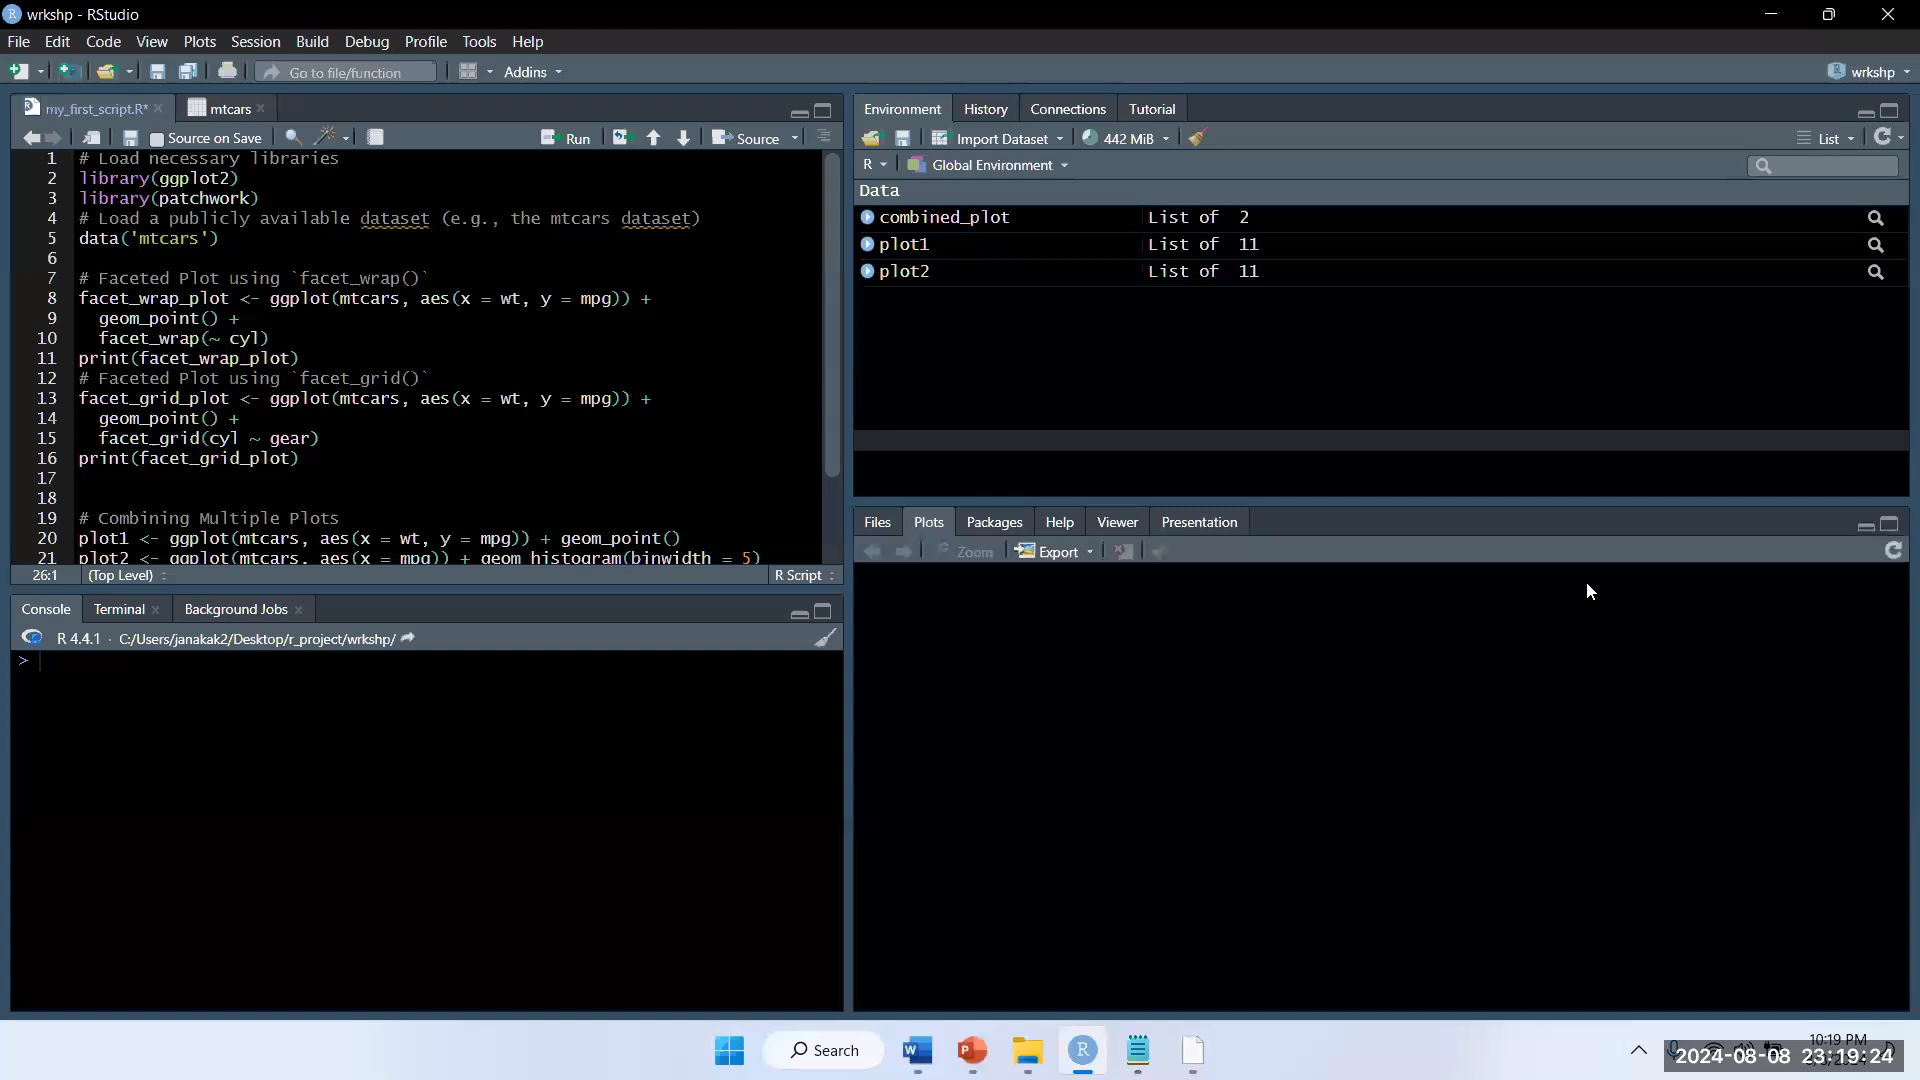 wrkshp - RStudio
File Edit Code View Plots Session Build Debug Profile Tools Help
Go to file/function Addins wrkshp
my_first_script.R* mtcars
Source on Save Run Source
1 # Load necessary libraries
2 library(ggplot2)
3 library(patchwork)
4 # Load a publicly available dataset (e.g., the mtcars dataset)
5 data('mtcars')
6
7 # Faceted Plot using `facet_wrap()`
8 facet_wrap_plot <- ggplot(mtcars, aes(x = wt, y = mpg)) +
9 geom_point() +
10 facet_wrap(~ cyl)
11 print(facet_wrap_plot)
12 # Faceted Plot using `facet_grid()`
13 facet_grid_plot <- ggplot(mtcars, aes(x = wt, y = mpg)) +
14 geom_point() +
15 facet_grid(cyl ~ gear)
16 print(facet_grid_plot)
17
18
19 # Combining Multiple Plots
20 plot1 <- ggplot(mtcars, aes(x = wt, y = mpg)) + geom_point()
21 plot2 <- ggplot(mtcars, aes(x = mpg)) + geom_histogram(binwidth = 5)
26:1 (Top Level) R Script
Console Terminal Background Jobs
R 4.4.1 · C:/Users/janakak2/Desktop/r_project/wrkshp/
>
Environment History Connections Tutorial
Import Dataset 442 MiB List
R Global Environment
Data
combined_plot List of 2
plot1 List of 11
plot2 List of 11
Files Plots Packages Help Viewer Presentation
Zoom Export
Search
10:19 PM
2024-08-08 23:19:24